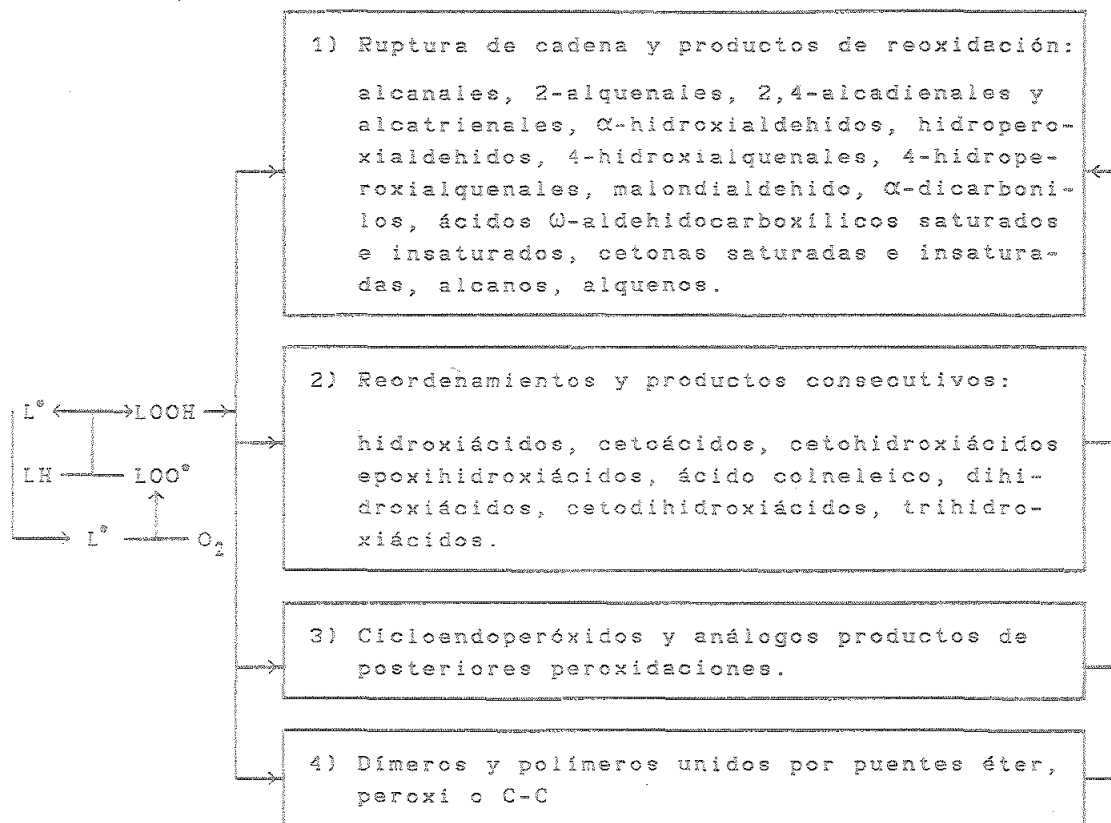 1) Ruptura de cadena y productos de reoxidación:
alcanales, 2-alquenales, 2,4-alcadienales y
alcatrienales, α-hidroxialdehidos, hidropero-
xialdehidos, 4-hidroxialquenales, 4-hidrope-
roxialquenales, malondialdehido, α-dicarboni-
los, ácidos ω-aldehidocarboxílicos saturados
e insaturados, cetonas saturadas e insatura-
das, alcanos, alquenos.
2) Reordenamientos y productos consecutivos:
hidroxiácidos, cetoácidos, cetohidroxiácidos
epoxihidroxiácidos, ácido colneleico, dihi-
droxiácidos, cetodihidroxiácidos, trihidro-
xiácidos.
L• LOOH
LH LOO•
L• O₂
3) Cicloendoperóxidos y análogos productos de
posteriores peroxidaciones.
4) Dímeros y polímeros unidos por puentes éter,
peroxi o C-C